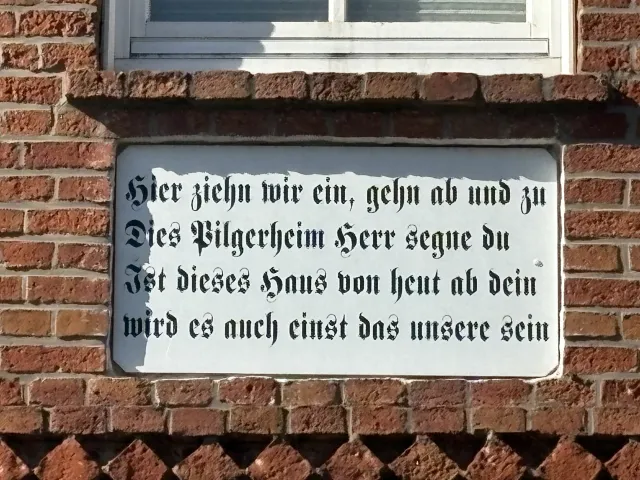 Hier ziehn wir ein, gehn ab und zu
Dies Pilgerheim Herr segne du
Ist dieses Haus von heut ab dein
wird es auch einst das unsere sein